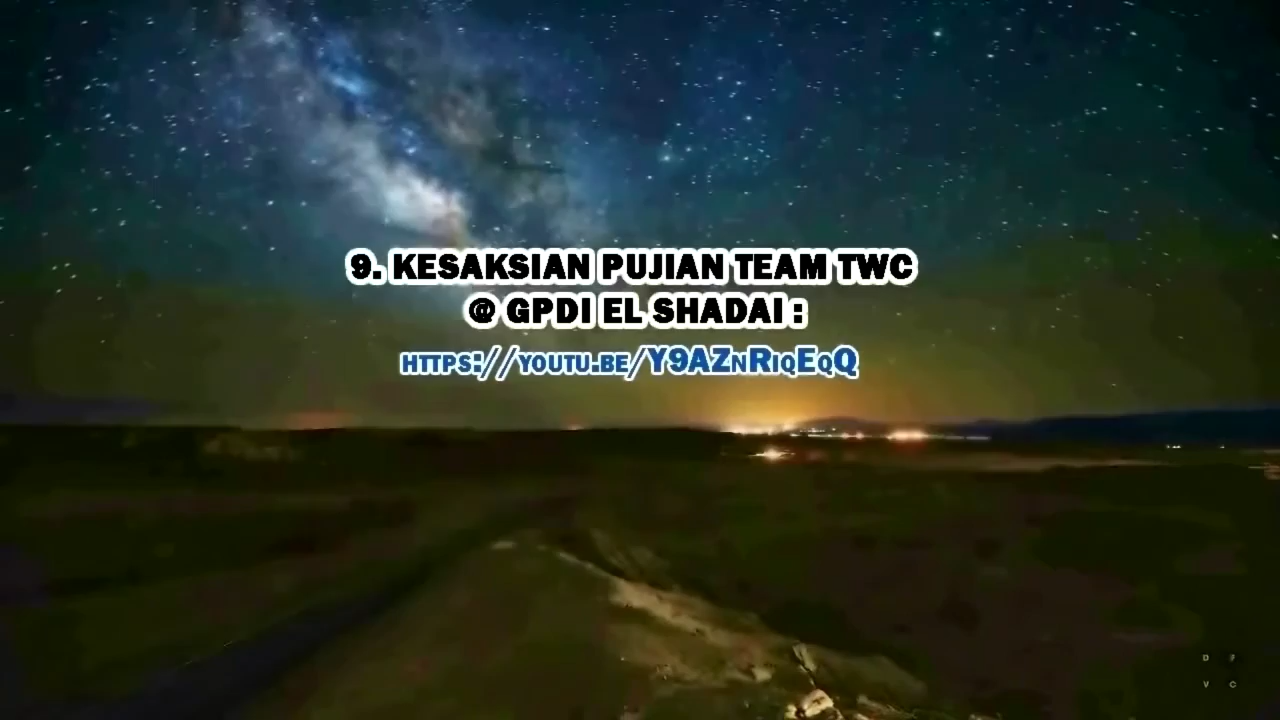 9. KESAKSIAN PUJIAN TEAM TWC
@ GPDI EL SHADAI :
HTTPS://YOUTU.BE/Y9AZNRIQEQQ
D F
V C